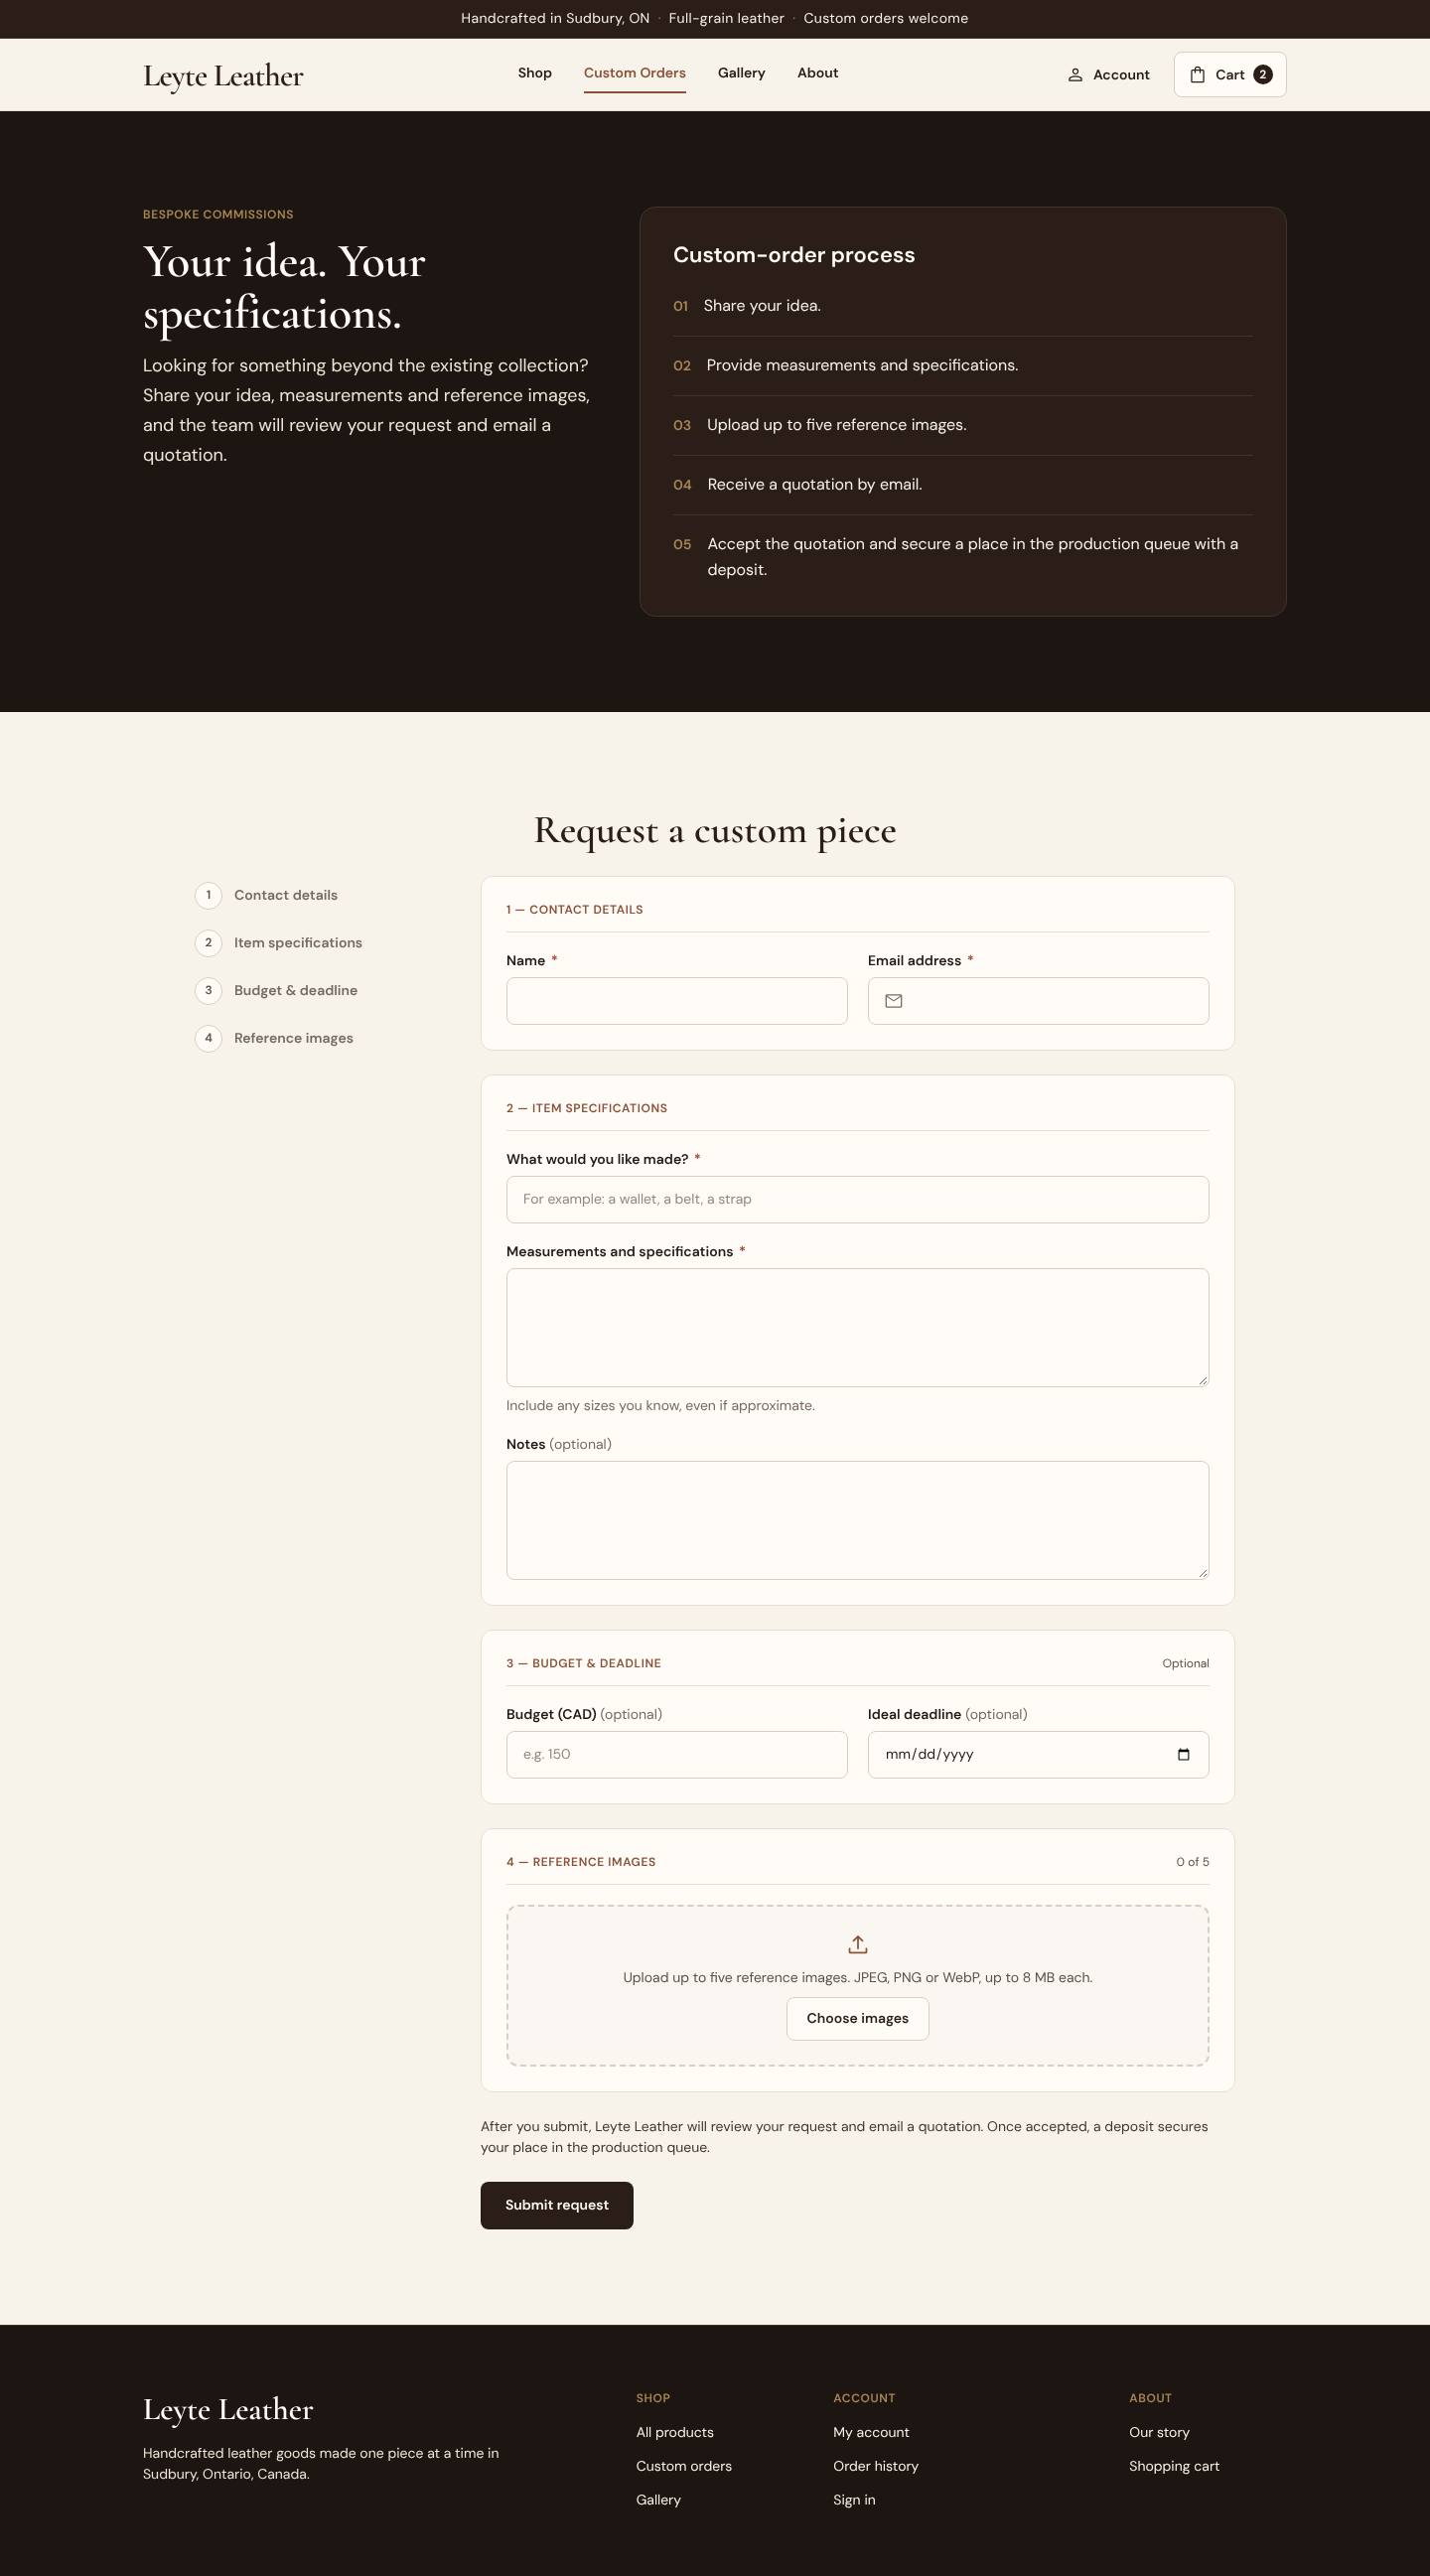 Handcrafted in Sudbury, ON · Full-grain leather · Custom orders welcome
Leyte Leather
Shop
Custom Orders
Gallery
About
Account
Cart 2
BESPOKE COMMISSIONS
Your idea. Your
specifications.
Looking for something beyond the existing collection?
Share your idea, measurements and reference images,
and the team will review your request and email a
quotation.
Custom-order process
01 Share your idea.
02 Provide measurements and specifications.
03 Upload up to five reference images.
04 Receive a quotation by email.
05 Accept the quotation and secure a place in the production queue with a
deposit.
Request a custom piece
1 Contact details
2 Item specifications
3 Budget & deadline
4 Reference images
1 — CONTACT DETAILS
Name *
Email address *
2 — ITEM SPECIFICATIONS
What would you like made? *
For example: a wallet, a belt, a strap
Measurements and specifications *
Include any sizes you know, even if approximate.
Notes (optional)
3 — BUDGET & DEADLINE
Optional
Budget (CAD) (optional)
Ideal deadline (optional)
e.g. 150
mm/dd/yyyy
4 — REFERENCE IMAGES
0 of 5
Upload up to five reference images. JPEG, PNG or WebP, up to 8 MB each.
Choose images
After you submit, Leyte Leather will review your request and email a quotation. Once accepted, a deposit secures
your place in the production queue.
Submit request
Leyte Leather
Handcrafted leather goods made one piece at a time in
Sudbury, Ontario, Canada.
SHOP
All products
Custom orders
Gallery
ACCOUNT
My account
Order history
Sign in
ABOUT
Our story
Shopping cart